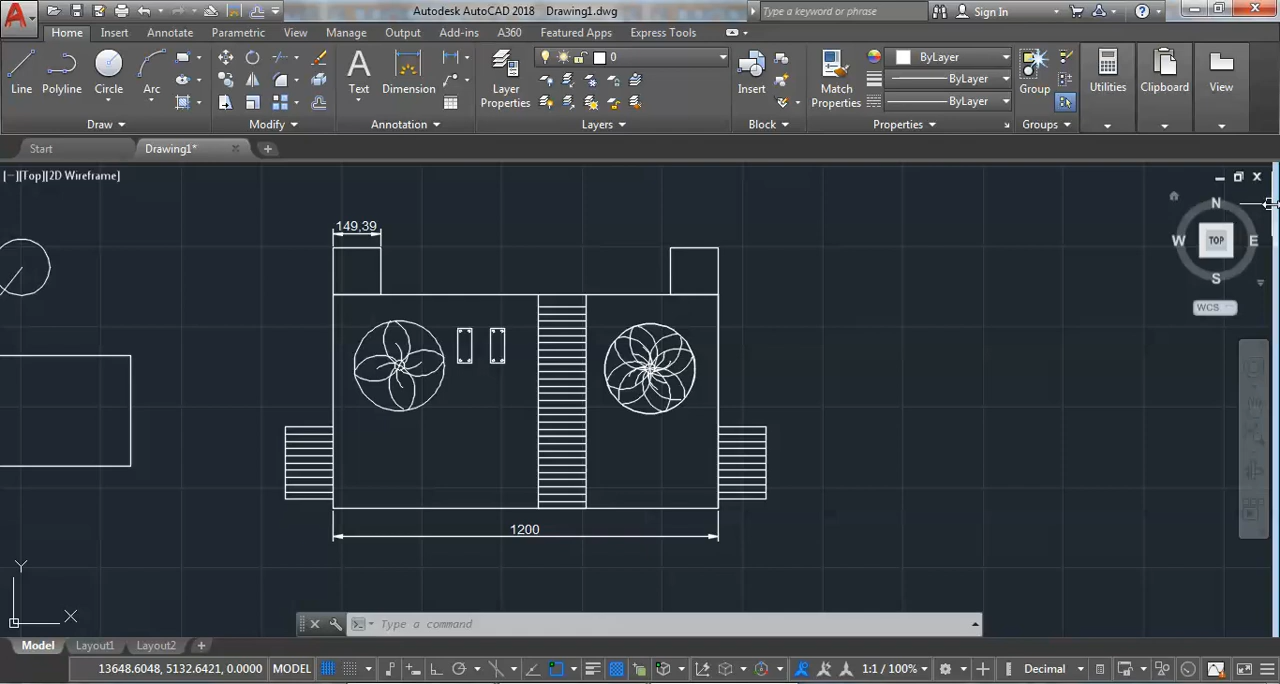 Autodesk AutoCAD 2018 Drawing1.dwg
Type a keyword or phrase
Sign In
Home Insert Annotate Parametric View Manage Output Add-ins A360 Featured Apps Express Tools
Line Polyline Circle Arc
Text Dimension
Layer Properties
0
Insert
Match Properties
ByLayer
ByLayer
ByLayer
Group
Utilities Clipboard View
Draw Modify Annotation Layers Block Properties Groups
Start Drawing1*
[−][Top][2D Wireframe]
N
W TOP E
S
WCS
149,39
1200
Y
X
Type a command
Model Layout1 Layout2
13648.6048, 5132.6421, 0.0000 MODEL 1:1 / 100% Decimal